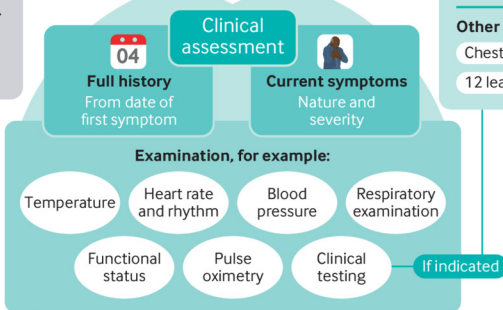 Clinical
assessment
04
Full history
From date of
first symptom
Current symptoms
Nature and
severity
Other
Chest
12 lea
Examination, for example:
Temperature
Heart rate
and rhythm
Blood
pressure
Respiratory
examination
Functional
status
Pulse
oximetry
Clinical
testing
If indicated